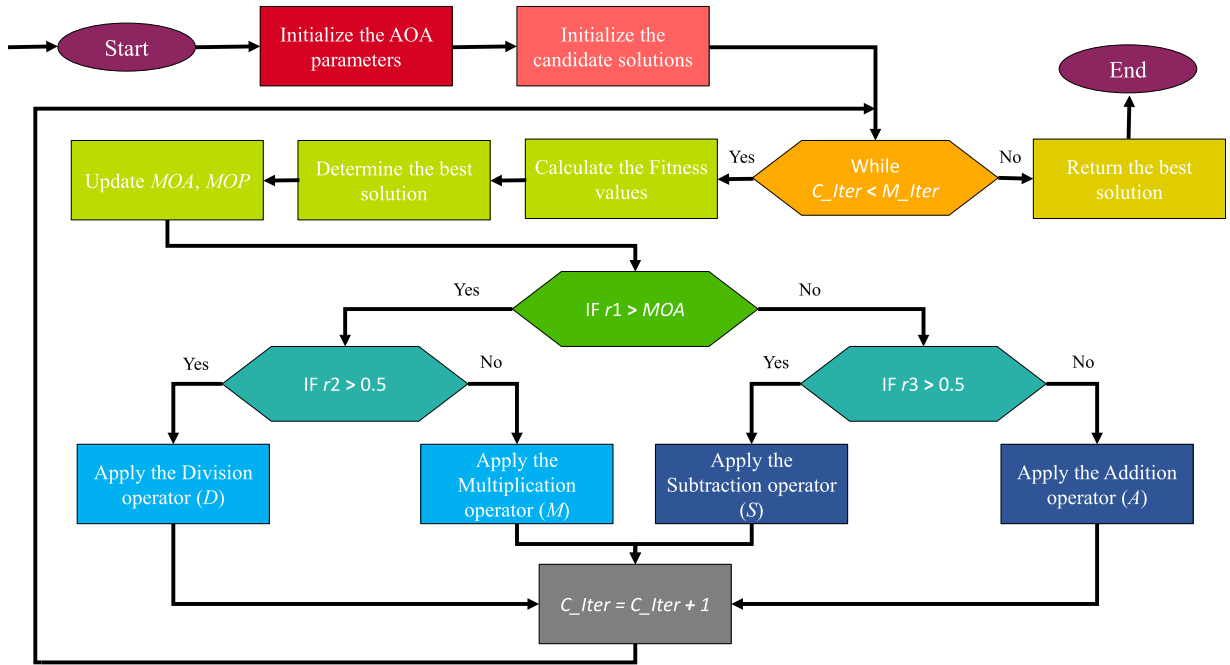 Start
Initialize the AOA
parameters
Initialize the
candidate solutions
End
Update MOA, MOP
Determine the best
solution
Calculate the Fitness
values
Yes
While
C_Iter < M_Iter
No
Return the best
solution
Yes
IF r1 > MOA
No
Yes
IF r2 > 0.5
No
Yes
IF r3 > 0.5
No
Apply the Division
operator (D)
Apply the
Multiplication
operator (M)
Apply the
Subtraction operator
(S)
Apply the Addition
operator (A)
C_Iter = C_Iter + 1